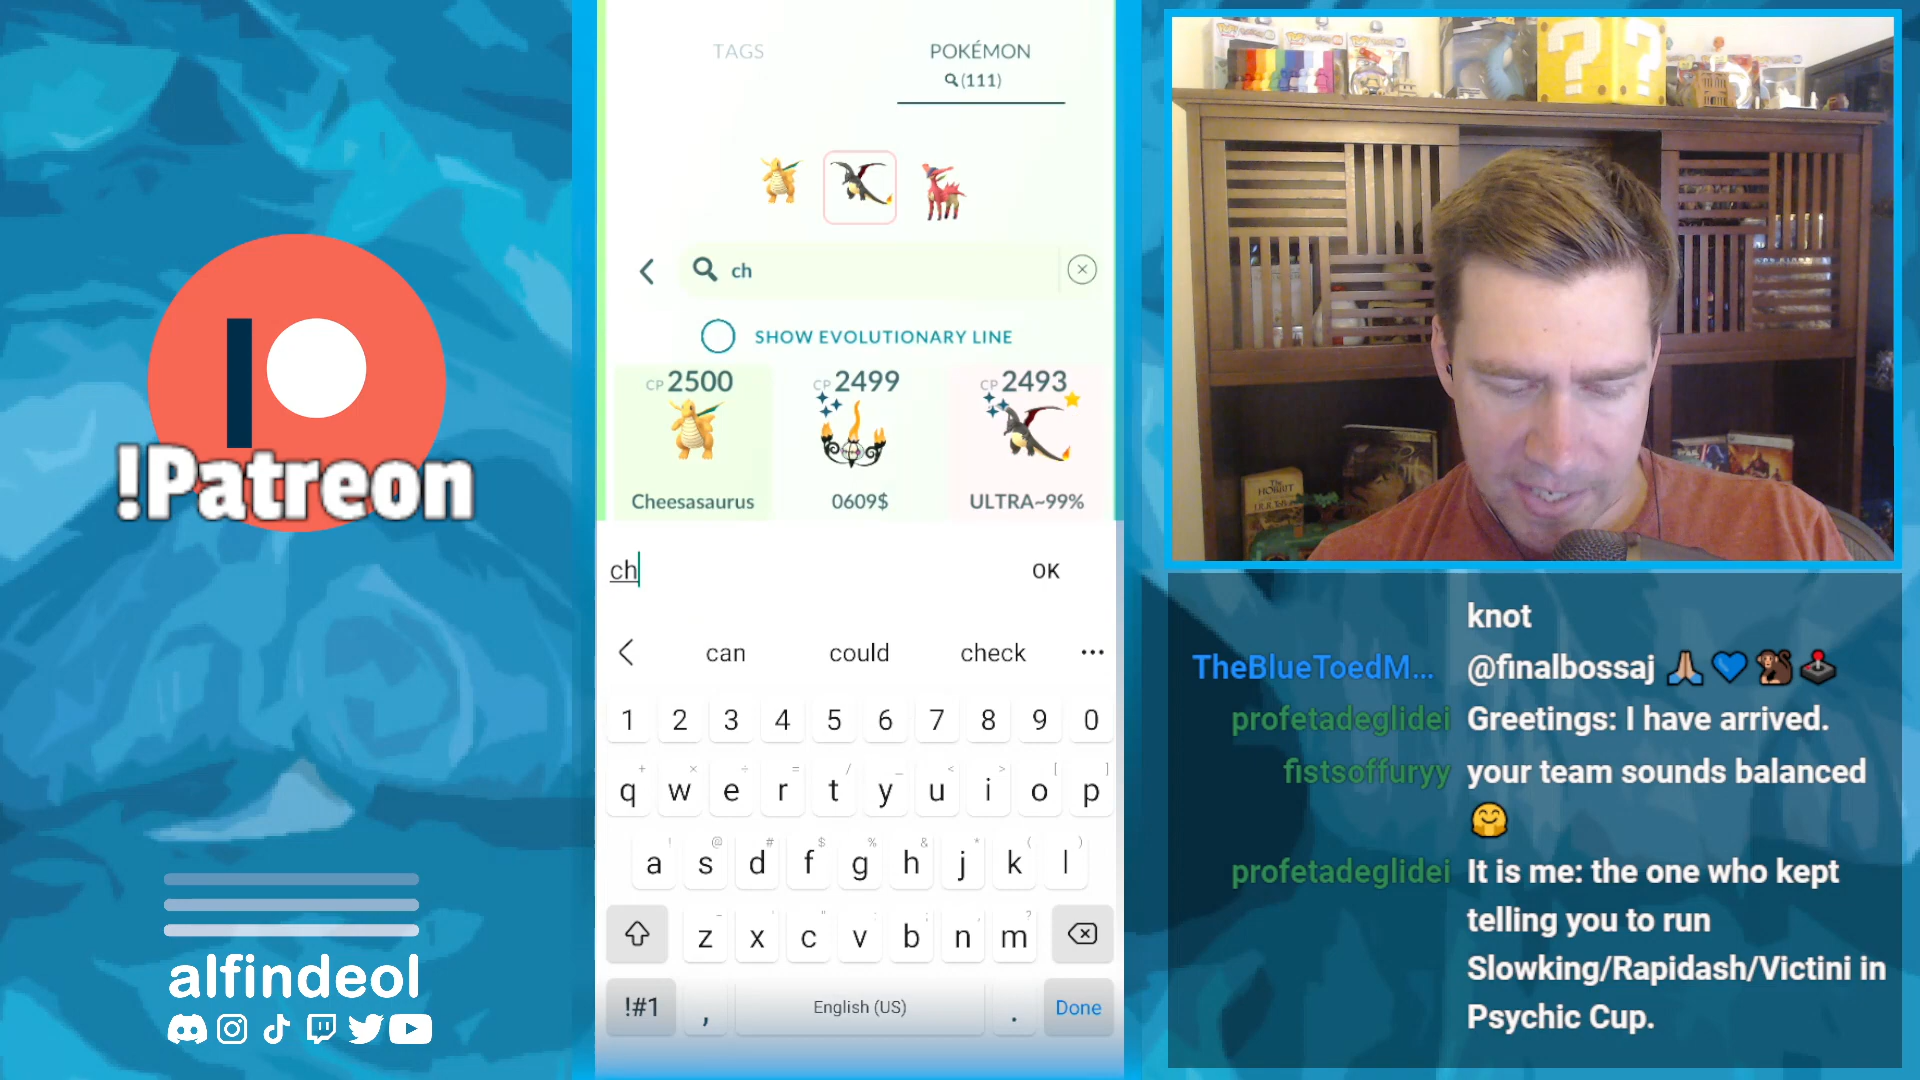 !Patreon
alfindeol
TAGS
POKÉMON
(111)
ch
SHOW EVOLUTIONARY LINE
CP 2500
CP 2499
CP 2493
Cheesasaurus
0609$
ULTRA~99%
ch
OK
can could check ...
1 2 3 4 5 6 7 8 9 0
+ × ÷ = / _ < > [ ]
q w e r t y u i o p
! @ # $ % & * ( )
a s d f g h j k l
- ' " : ; , ?
z x c v b n m
!#1 , English (US) . Done
THE HOBBIT
knot
TheBlueToedM... @finalbossaj 🙏🏼 💙 🐒 🕹️
profetadeglidei Greetings: I have arrived.
fistsoffuryy your team sounds balanced
🤗
profetadeglidei It is me: the one who kept
telling you to run
Slowking/Rapidash/Victini in
Psychic Cup.